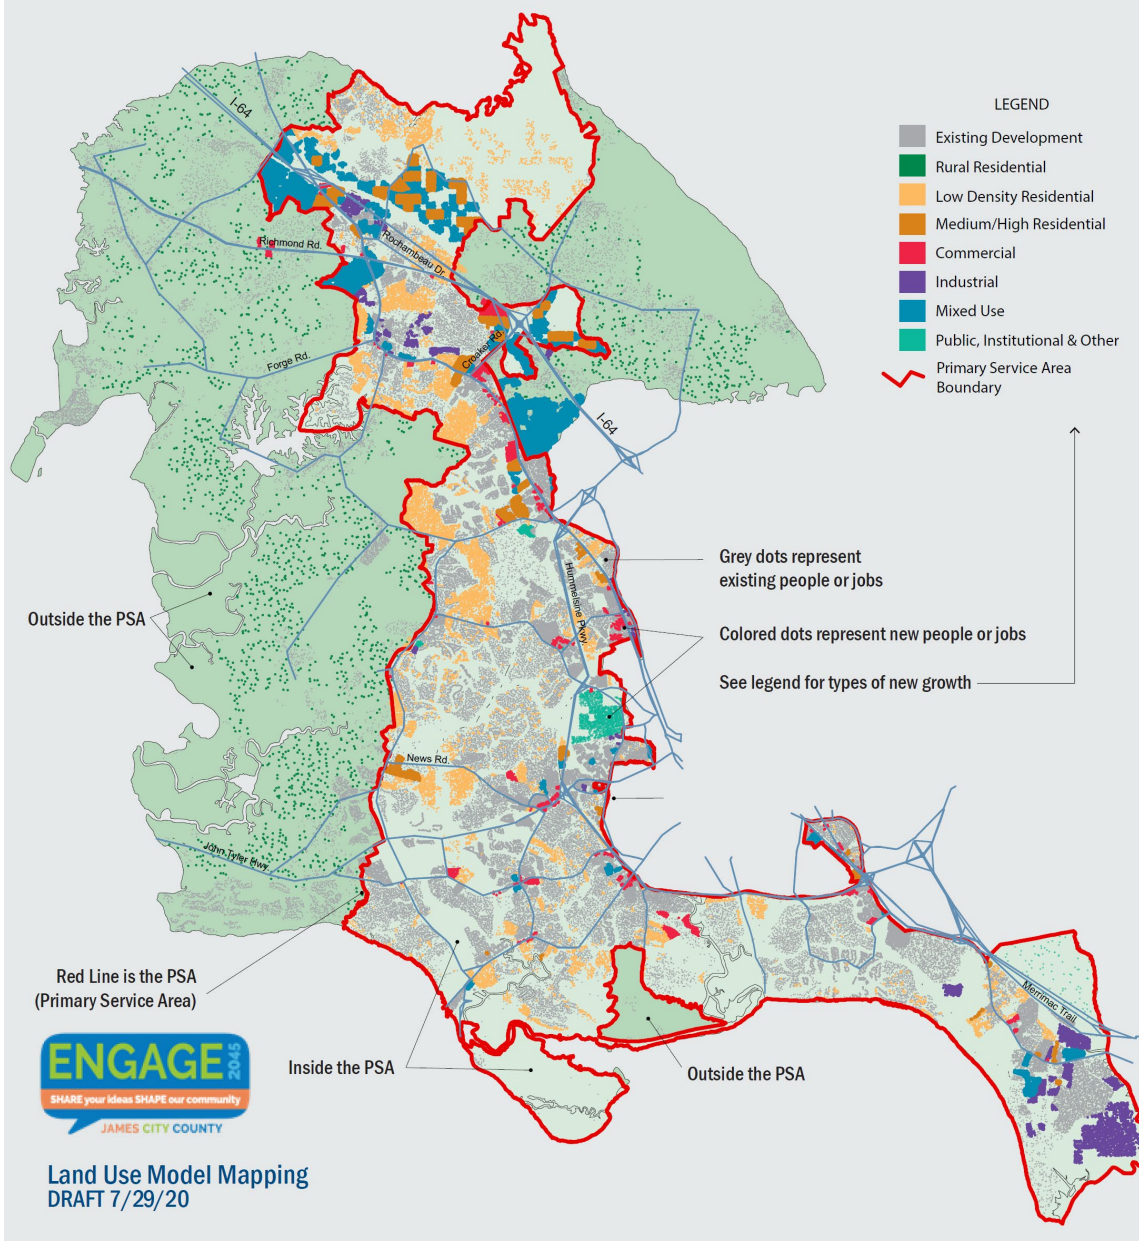 I-64
LEGEND
Existing Development
Rural Residential
Low Density Residential
Medium/High Residential
Commercial
Industrial
Mixed Use
Public, Institutional & Other
Primary Service Area
Boundary
Richmond Rd.
Rochambeau Dr
Croaker Rd.
Forge Rd.
I-64
Grey dots represent
existing people or jobs
Hummelsine Pkwy
Outside the PSA
Colored dots represent new people or jobs
See legend for types of new growth
News Rd.
John Tyler Hwy
Red Line is the PSA
(Primary Service Area)
Merrimac Trail
Inside the PSA
Outside the PSA
ENGAGE 2045
SHARE your ideas SHAPE our community
JAMES CITY COUNTY
Land Use Model Mapping
DRAFT 7/29/20